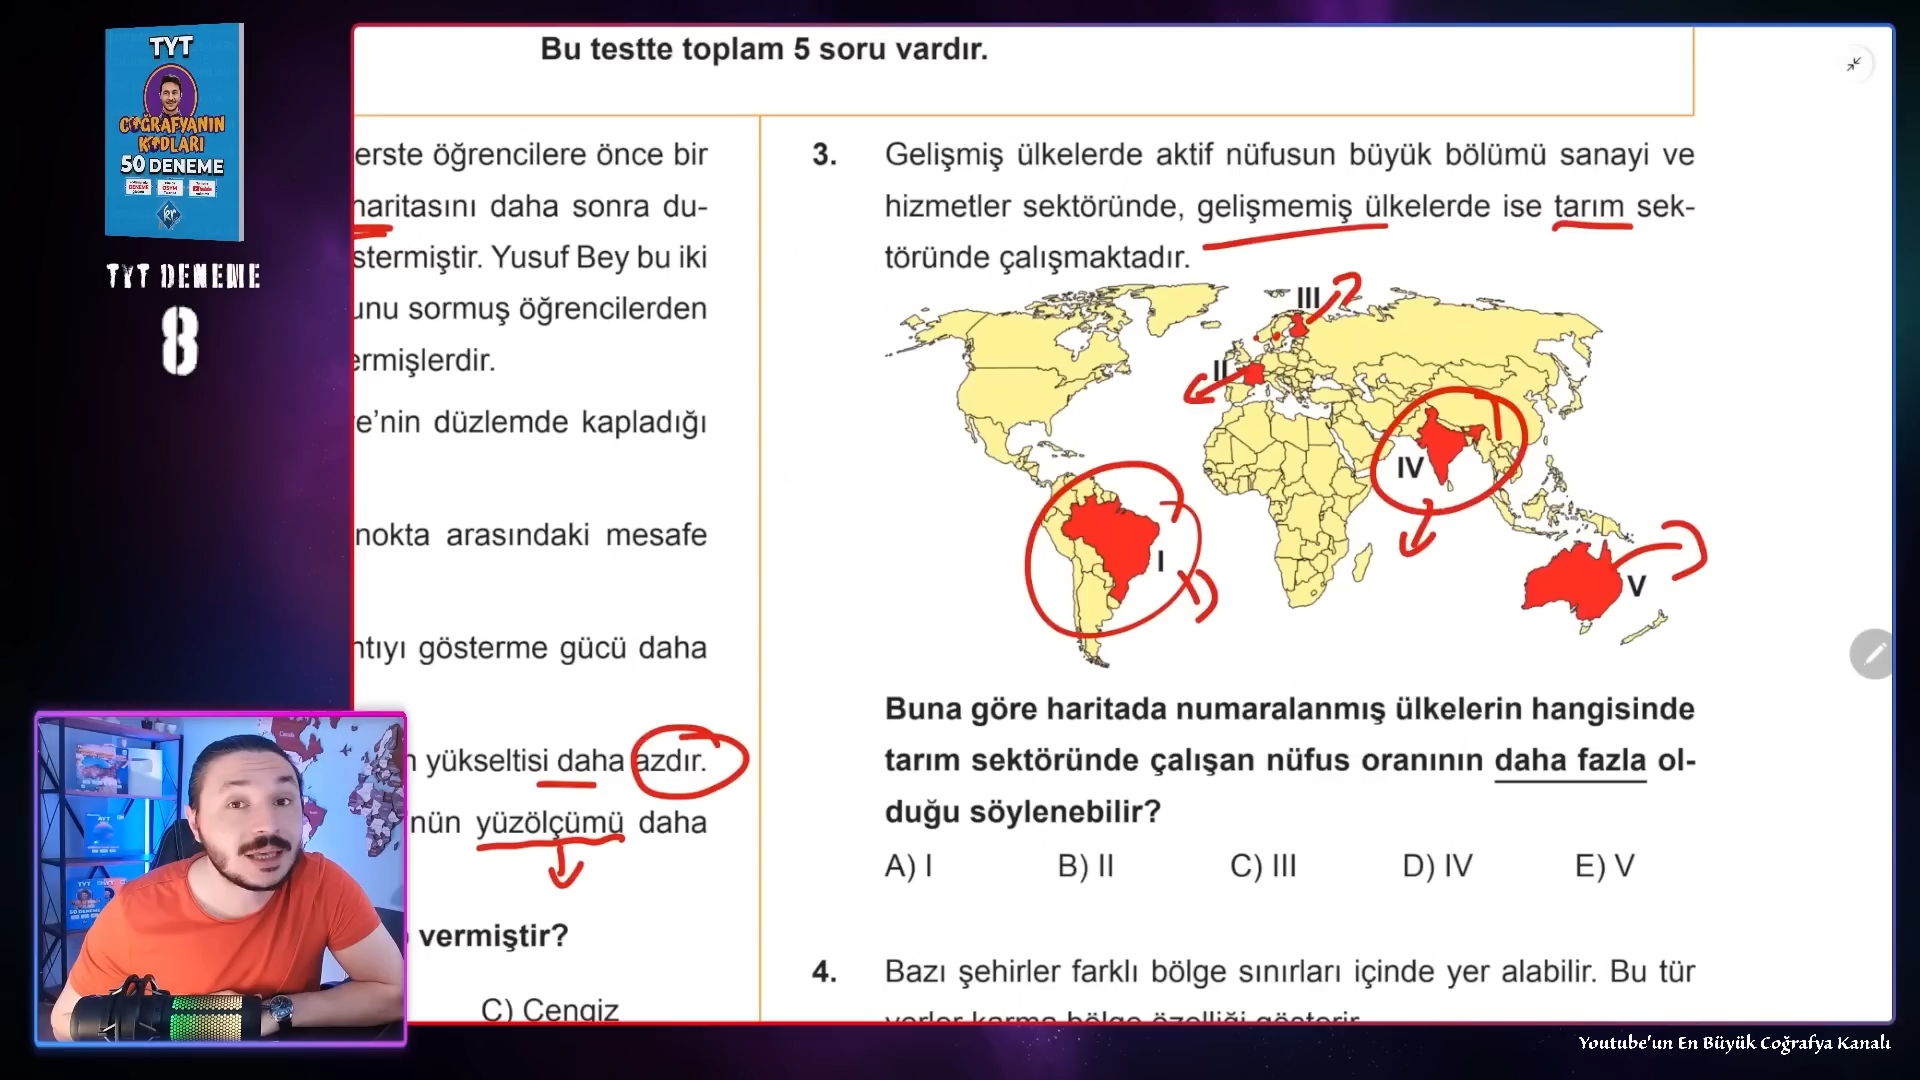 TYT
COĞRAFYANIN
KODLARI
50 DENEME
TYT DENEME
8
Bu testte toplam 5 soru vardır.
erste öğrencilere önce bir
haritasını daha sonra du-
stermiştir. Yusuf Bey bu iki
unu sormuş öğrencilerden
ermişlerdir.
e'nin düzlemde kapladığı
nokta arasındaki mesafe
ntıyı gösterme gücü daha
n yükseltisi daha azdır.
nün yüzölçümü daha
vermiştir?
C) Cengiz
3. Gelişmiş ülkelerde aktif nüfusun büyük bölümü sanayi ve
hizmetler sektöründe, gelişmemiş ülkelerde ise tarım sek-
töründe çalışmaktadır.
III
II
IV
I
V
Buna göre haritada numaralanmış ülkelerin hangisinde
tarım sektöründe çalışan nüfus oranının daha fazla ol-
duğu söylenebilir?
A) I B) II C) III D) IV E) V
4. Bazı şehirler farklı bölge sınırları içinde yer alabilir. Bu tür
yerler karma bölge özelliği gösterir.
Youtube'un En Büyük Coğrafya Kanalı